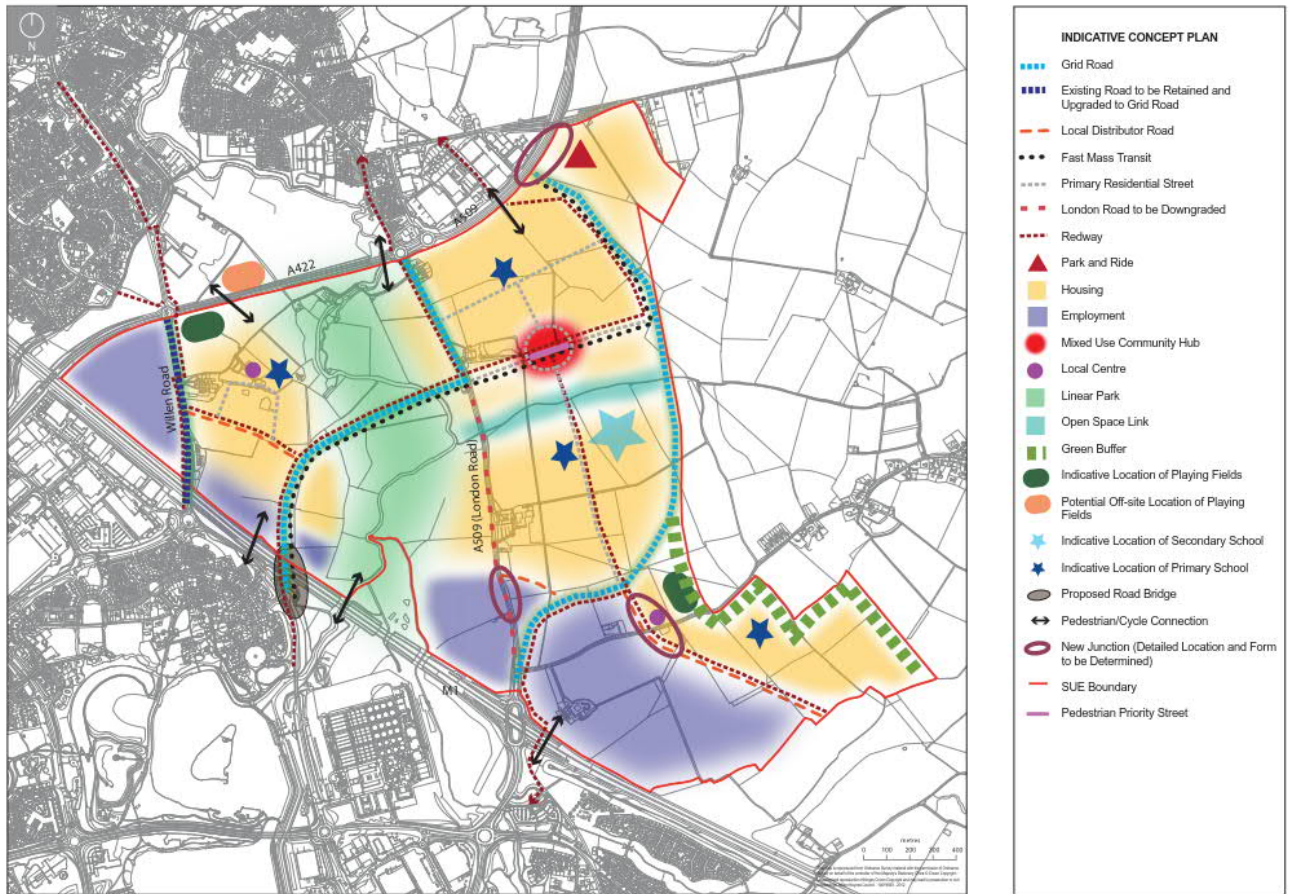 N
A509
A422
Willen Road
A509 (London Road)
M1
metres
0 100 200 300 400
INDICATIVE CONCEPT PLAN
Grid Road
Existing Road to be Retained and
Upgraded to Grid Road
Local Distributor Road
Fast Mass Transit
Primary Residential Street
London Road to be Downgraded
Redway
Park and Ride
Housing
Employment
Mixed Use Community Hub
Local Centre
Linear Park
Open Space Link
Green Buffer
Indicative Location of Playing Fields
Potential Off-site Location of Playing
Fields
Indicative Location of Secondary School
Indicative Location of Primary School
Proposed Road Bridge
Pedestrian/Cycle Connection
New Junction (Detailed Location and Form
to be Determined)
SUE Boundary
Pedestrian Priority Street